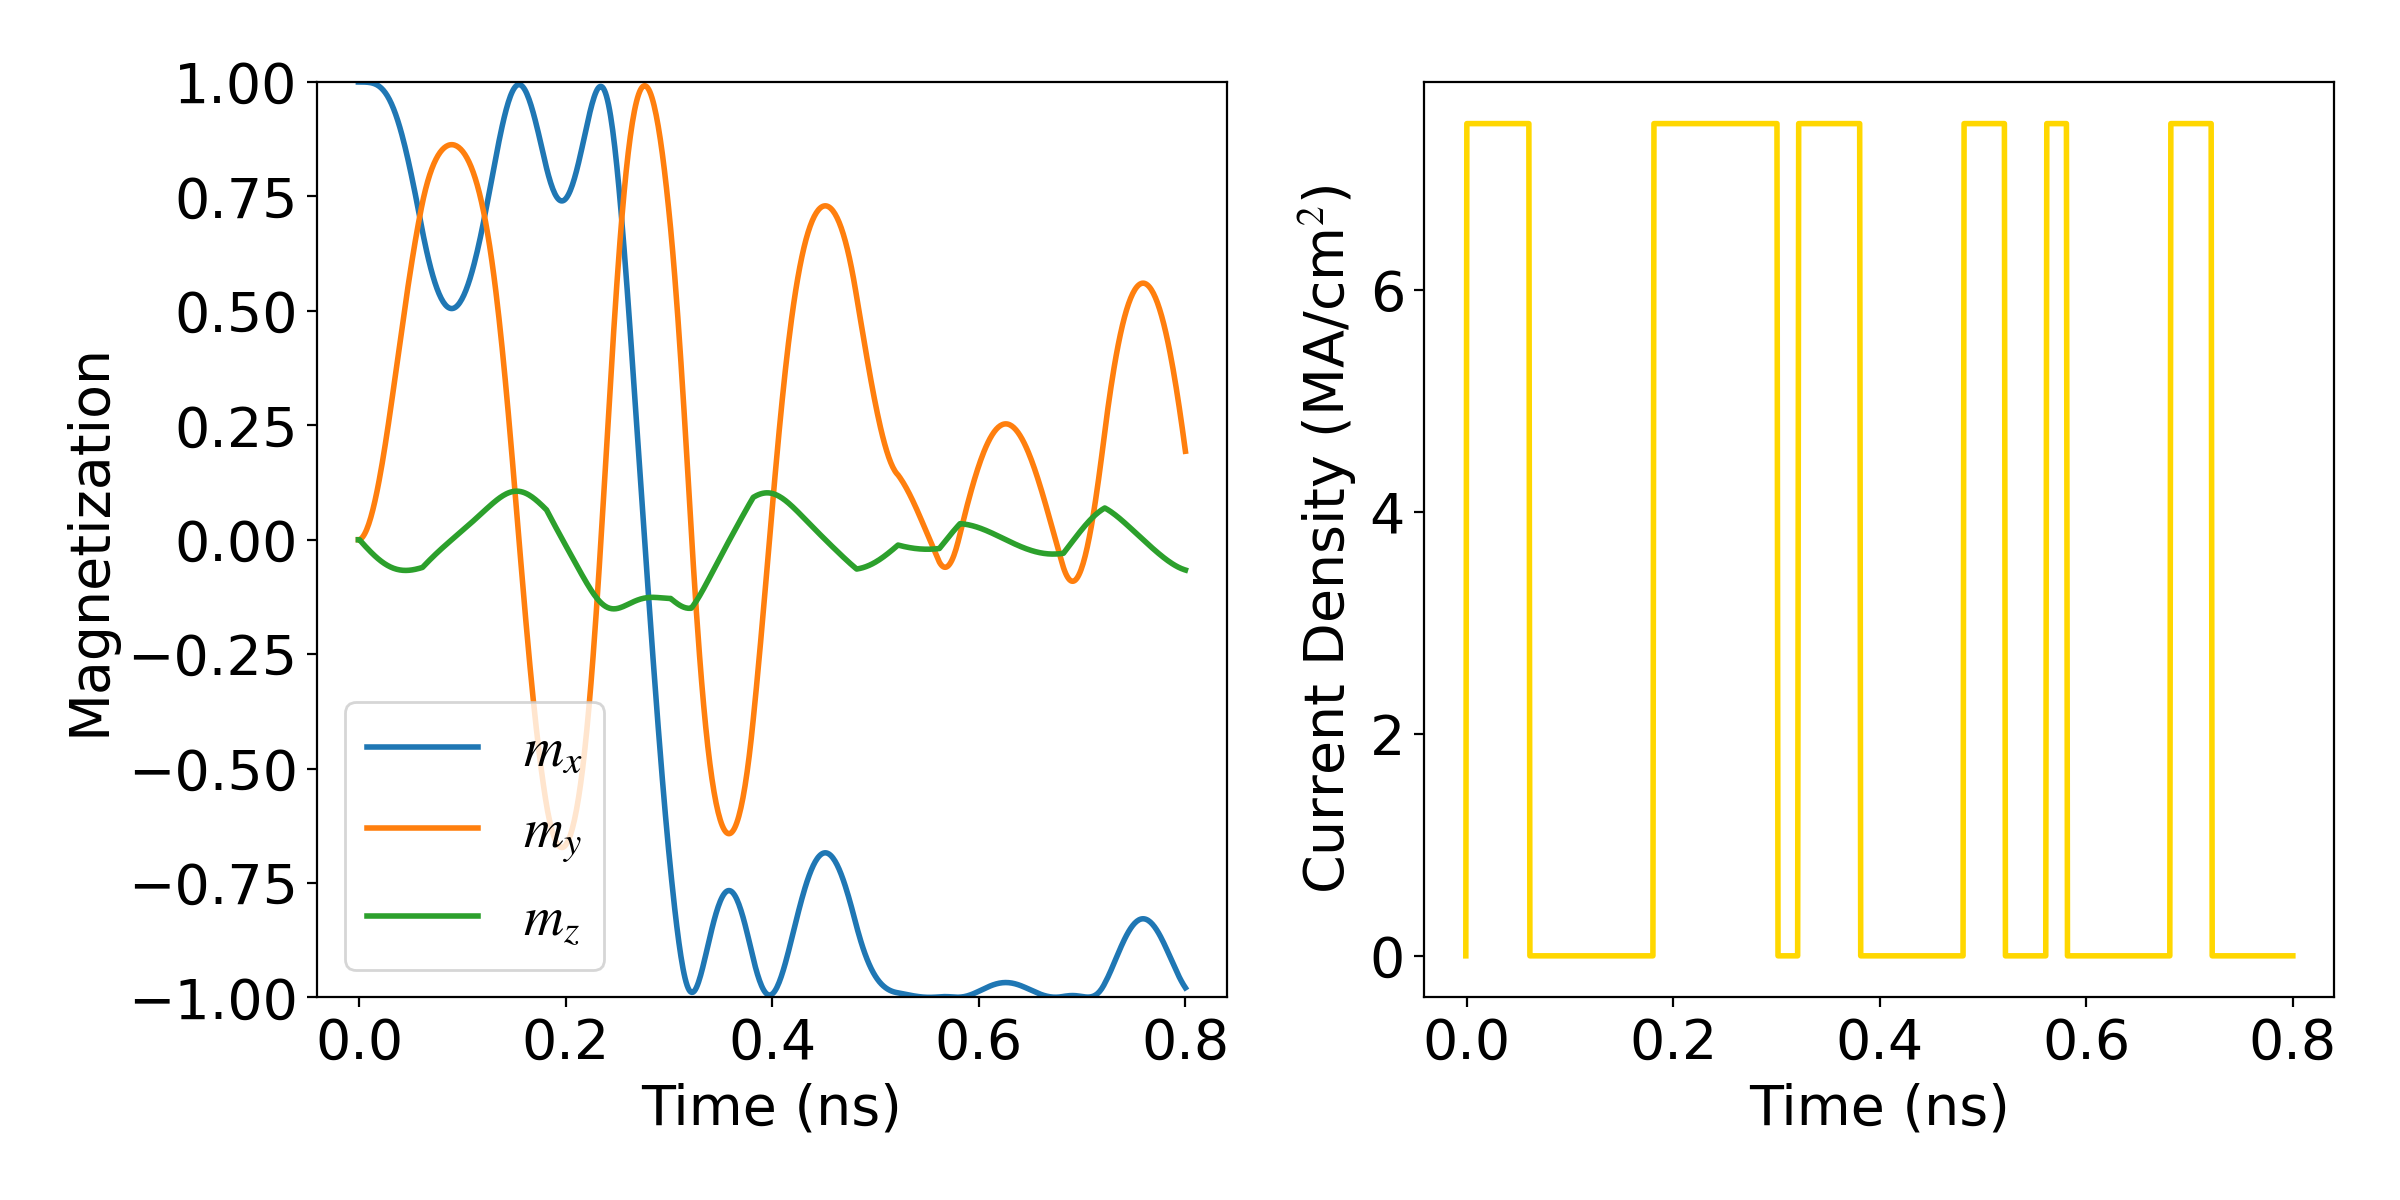 Magnetization
1.00
0.75
0.50
0.25
0.00
−0.25
−0.50
−0.75
−1.00
m_x
m_y
m_z
0.0 0.2 0.4 0.6 0.8
Time (ns)
Current Density (MA/cm²)
6
4
2
0
0.0 0.2 0.4 0.6 0.8
Time (ns)